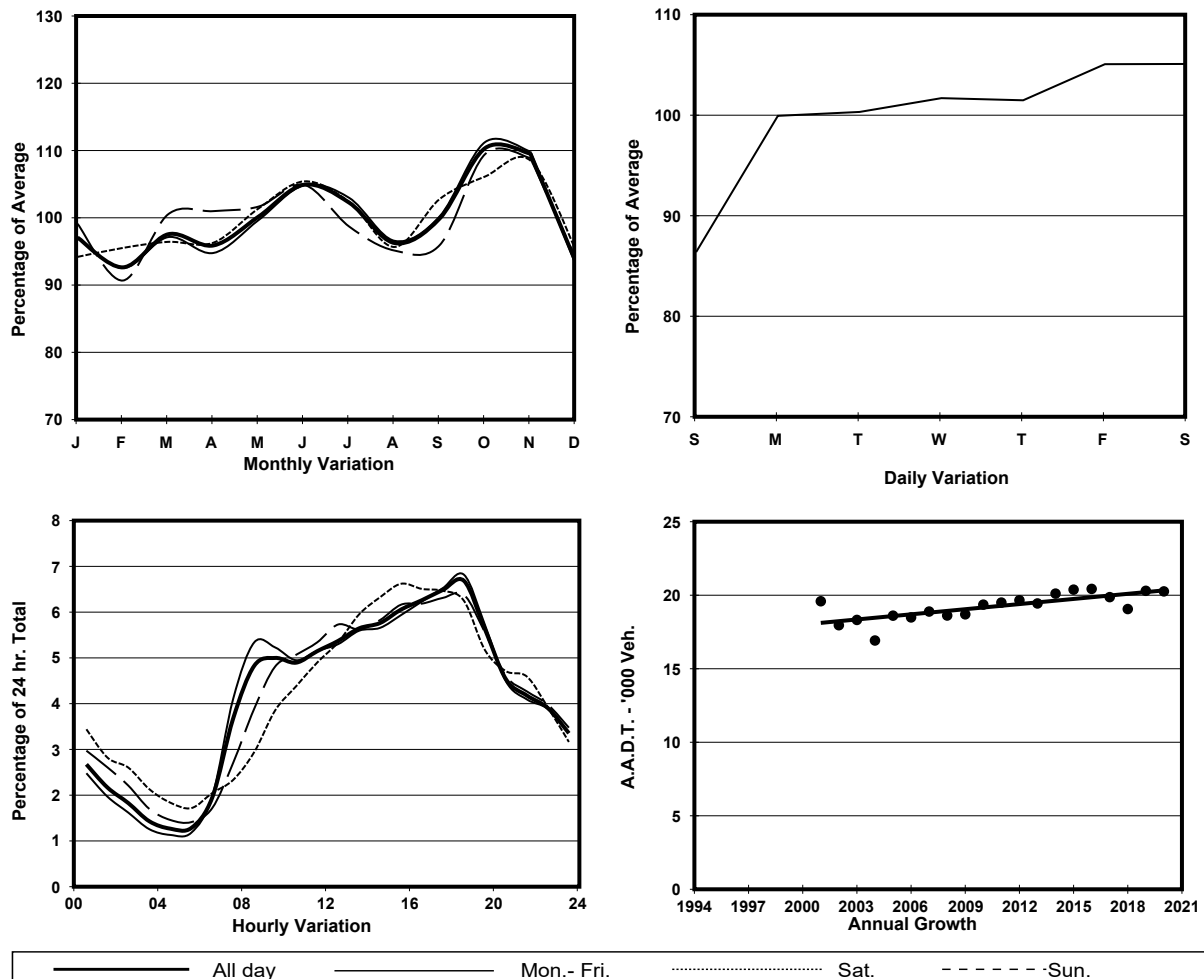 130
120
110
100
90
80
70
Percentage of Average
J F M A M J J A S O N D
Monthly Variation
110
100
90
80
70
Percentage of Average
S M T W T F S
Daily Variation
8
7
6
5
4
3
2
1
0
Percentage of 24 hr. Total
00 04 08 12 16 20 24
Hourly Variation
25
20
15
10
5
0
A.A.D.T. - '000 Veh.
1994 1997 2000 2003 2006 2009 2012 2015 2018 2021
Annual Growth
All day Mon.- Fri. Sat. Sun.